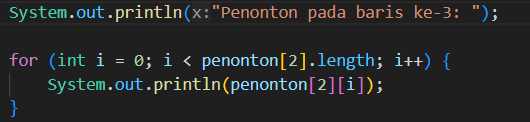 System.out.println(x:"Penonton pada baris ke-3: ");
for (int i = 0; i < penonton[2].length; i++) {
System.out.println(penonton[2][i]);
}